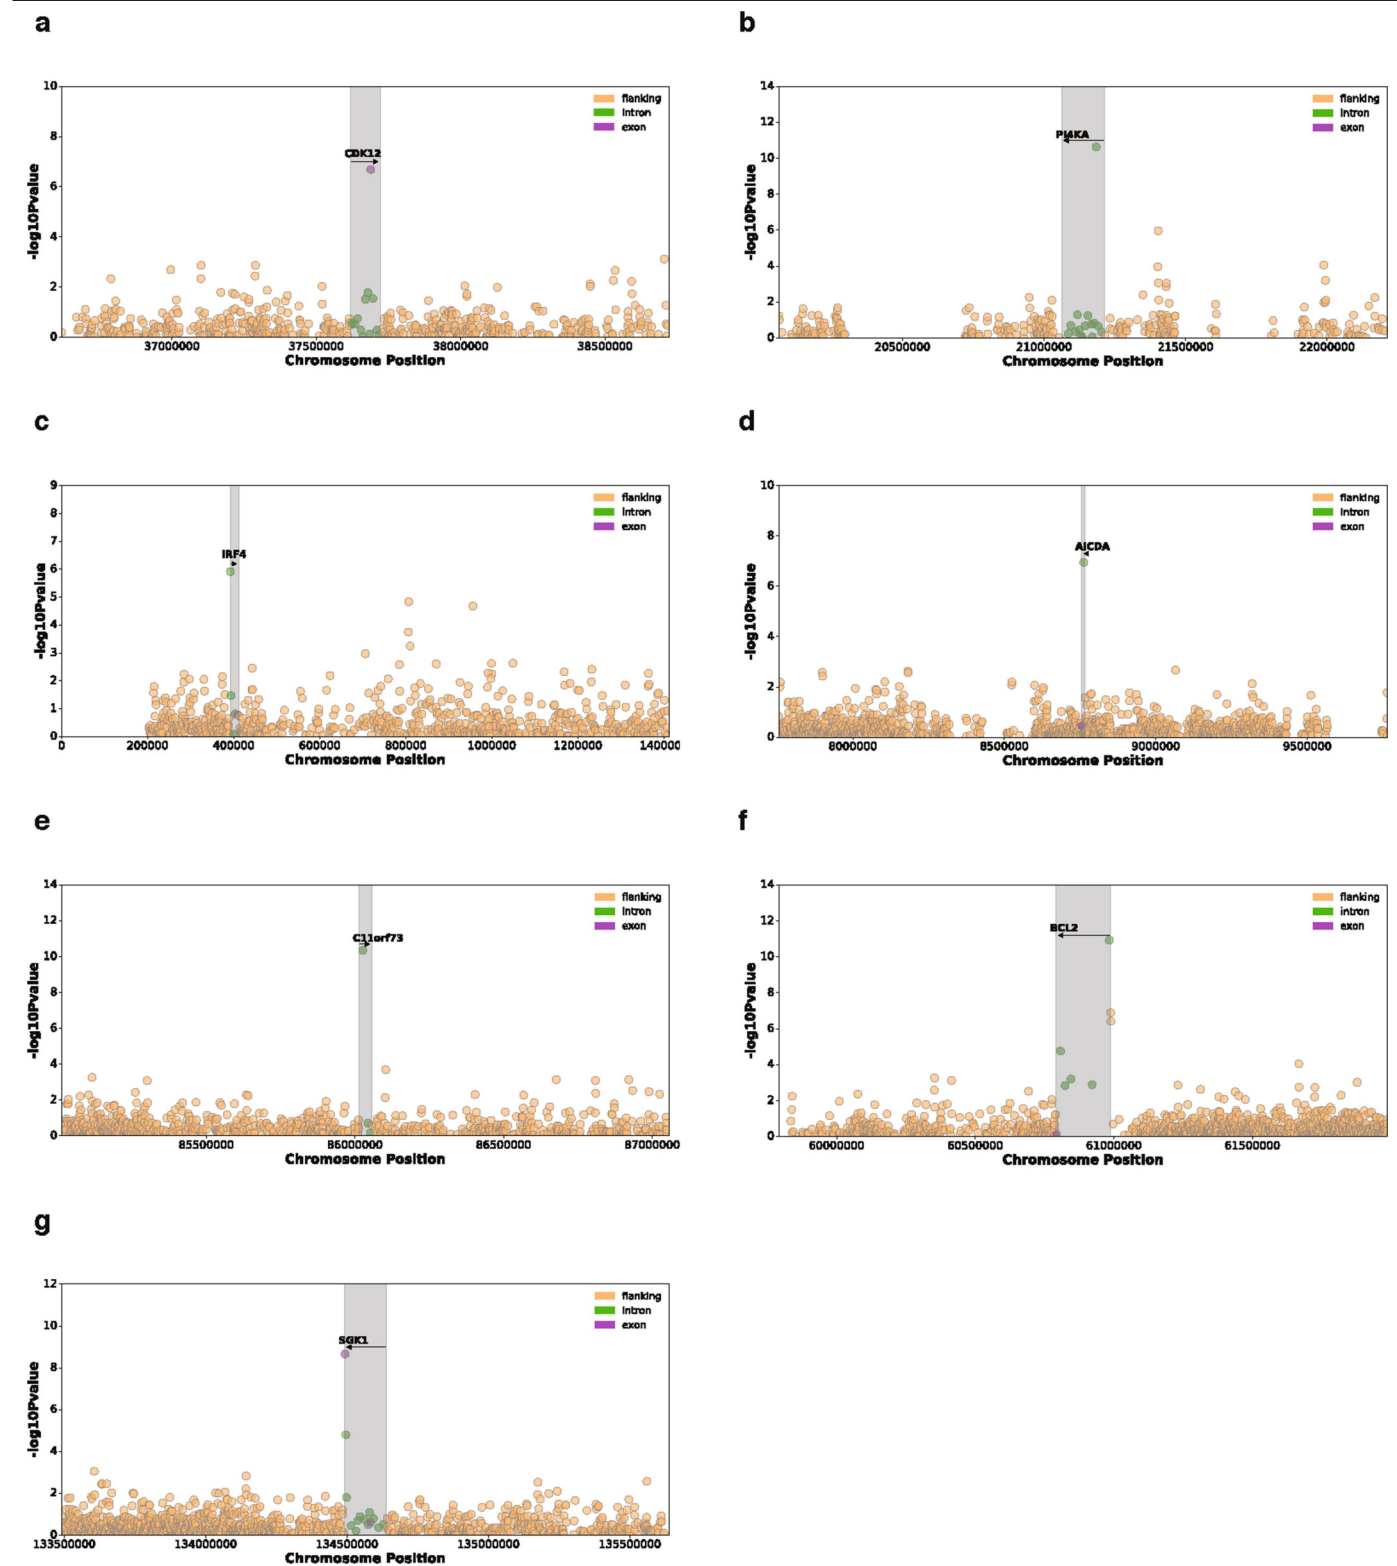 a
10
8
6
4
2
0
-log10Pvalue
CDK12
flanking
intron
exon
37000000 37500000 38000000 38500000
Chromosome Position
b
14
12
10
8
6
4
2
0
-log10Pvalue
PI4KA
flanking
intron
exon
20500000 21000000 21500000 22000000
Chromosome Position
c
9
8
7
6
5
4
3
2
1
0
-log10Pvalue
IRF4
flanking
intron
exon
0 200000 400000 600000 800000 1000000 1200000 140000
Chromosome Position
d
10
8
6
4
2
0
-log10Pvalue
AICDA
flanking
intron
exon
8000000 8500000 9000000 9500000
Chromosome Position
e
14
12
10
8
6
4
2
0
-log10Pvalue
C11orf73
flanking
intron
exon
85500000 86000000 86500000 87000000
Chromosome Position
f
14
12
10
8
6
4
2
0
-log10Pvalue
BCL2
flanking
intron
exon
60000000 60500000 61000000 61500000
Chromosome Position
g
12
10
8
6
4
2
0
-log10Pvalue
SGK1
flanking
intron
exon
133500000 134000000 134500000 135000000 135500000
Chromosome Position